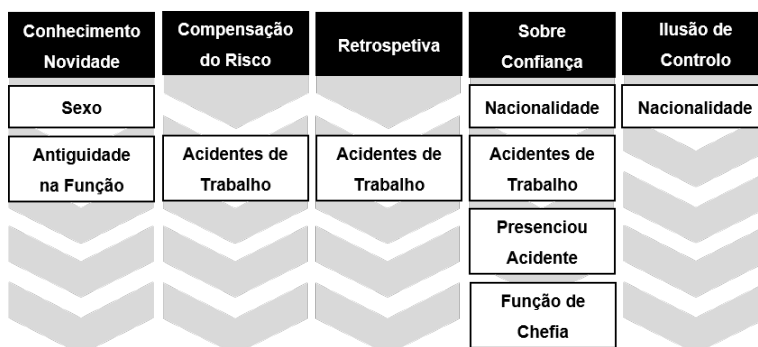 Conhecimento
Novidade
Compensação
do Risco
Retrospetiva
Sobre
Confiança
Ilusão de
Controlo
Sexo
Nacionalidade
Nacionalidade
Antiguidade
na Função
Acidentes de
Trabalho
Acidentes de
Trabalho
Acidentes de
Trabalho
Presenciou
Acidente
Função de
Chefia